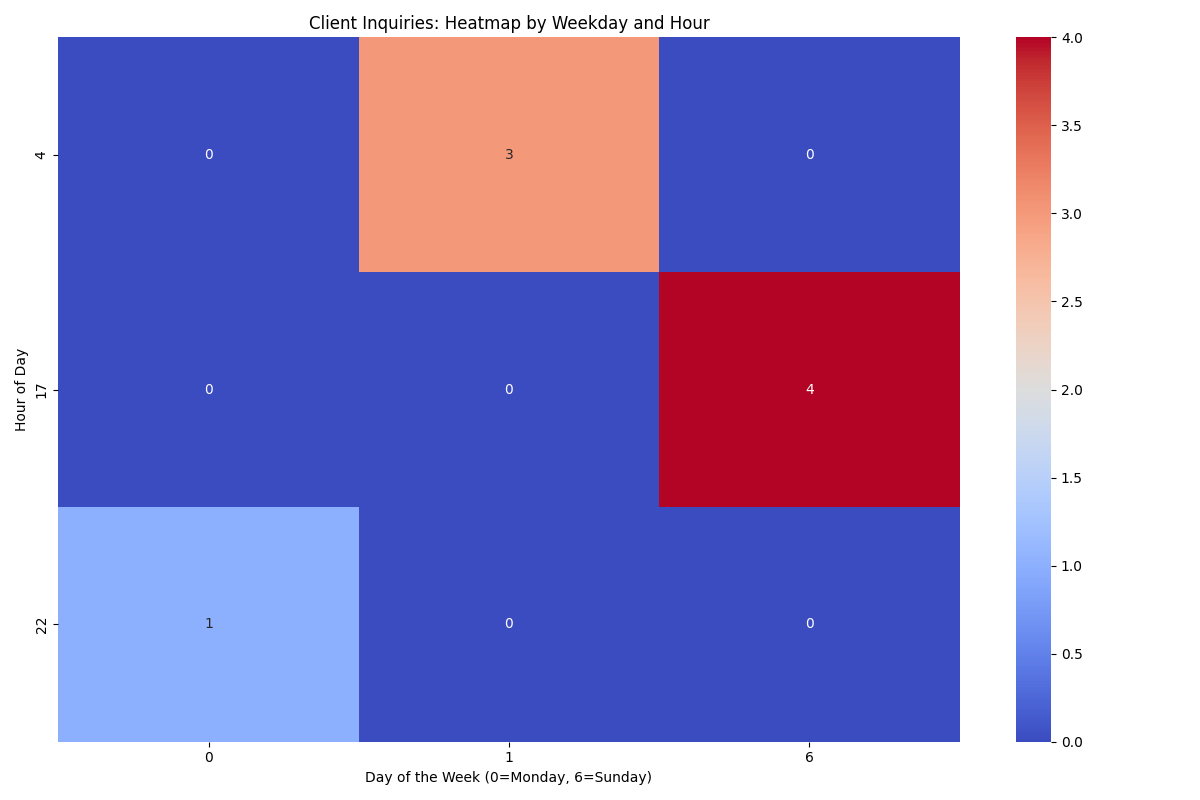 Client Inquiries: Heatmap by Weekday and Hour
4
0 3 0
17
0 0 4
22
1 0 0
Hour of Day
0 1 6
Day of the Week (0=Monday, 6=Sunday)
4.0
3.5
3.0
2.5
2.0
1.5
1.0
0.5
0.0